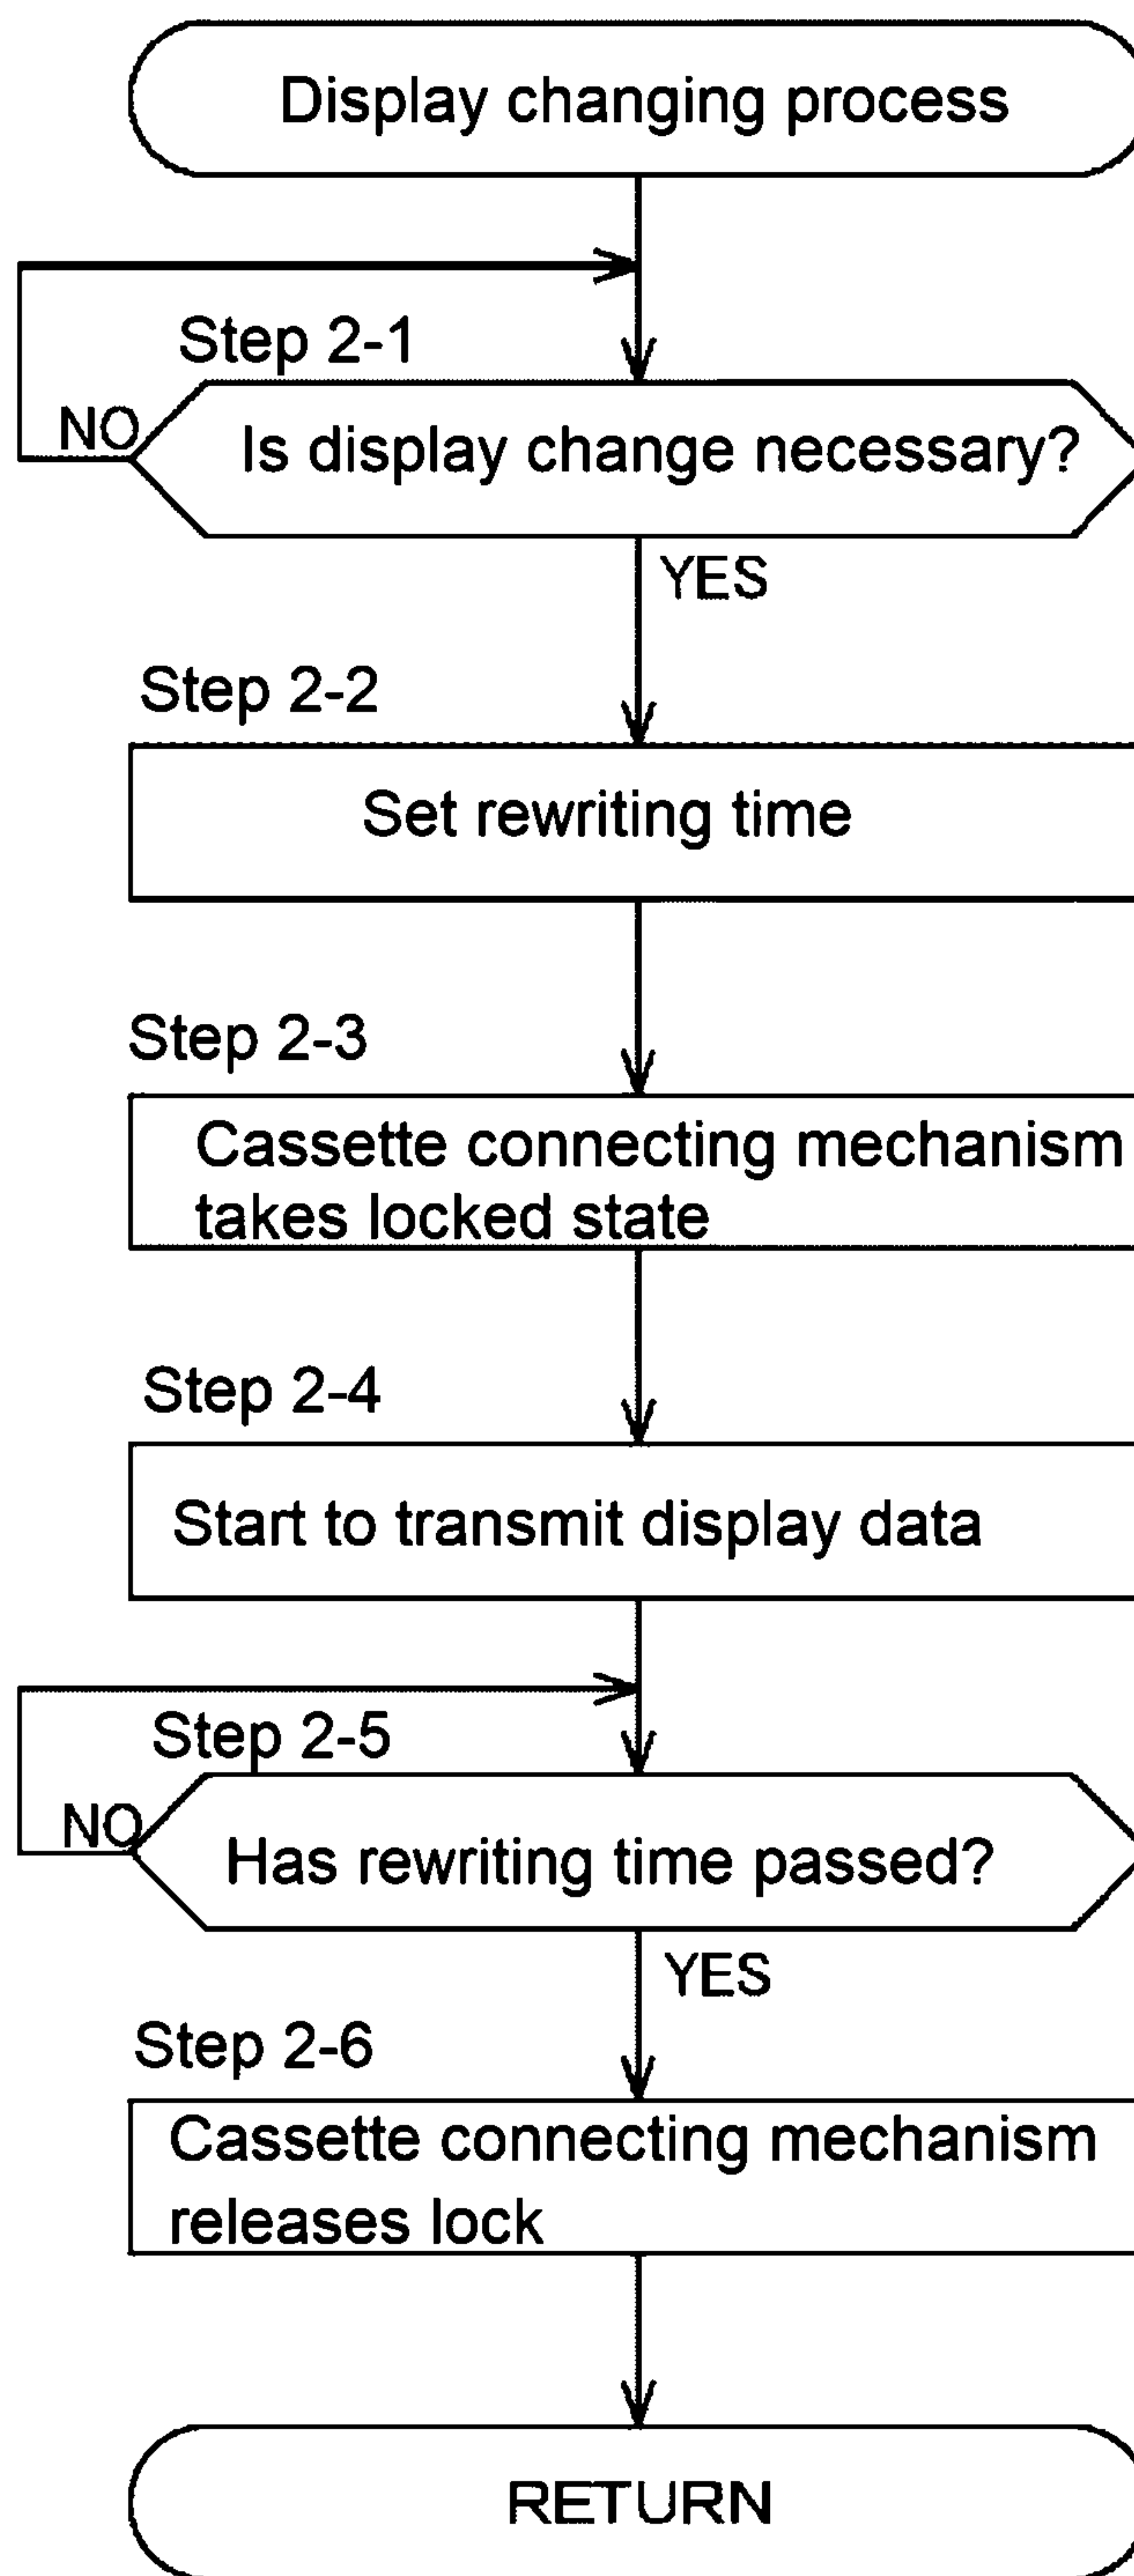 Display changing process
Step 2-1
NO
Is display change necessary?
YES
Step 2-2
Set rewriting time
Step 2-3
Cassette connecting mechanism
takes locked state
Step 2-4
Start to transmit display data
Step 2-5
NO
Has rewriting time passed?
YES
Step 2-6
Cassette connecting mechanism
releases lock
RETURN